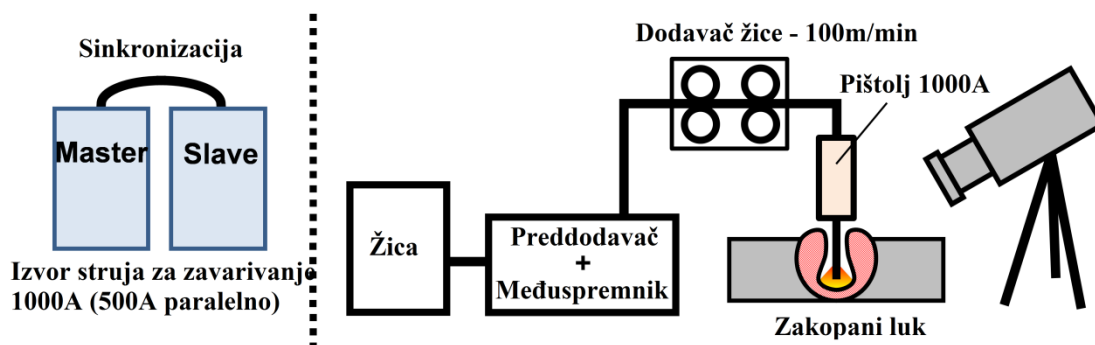 Sinkronizacija
Master
Slave
Izvor struja za zavarivanje
1000A (500A paralelno)
Dodavač žice - 100m/min
Pištolj 1000A
Žica
Preddodavač
+
Međuspremnik
Zakopani luk